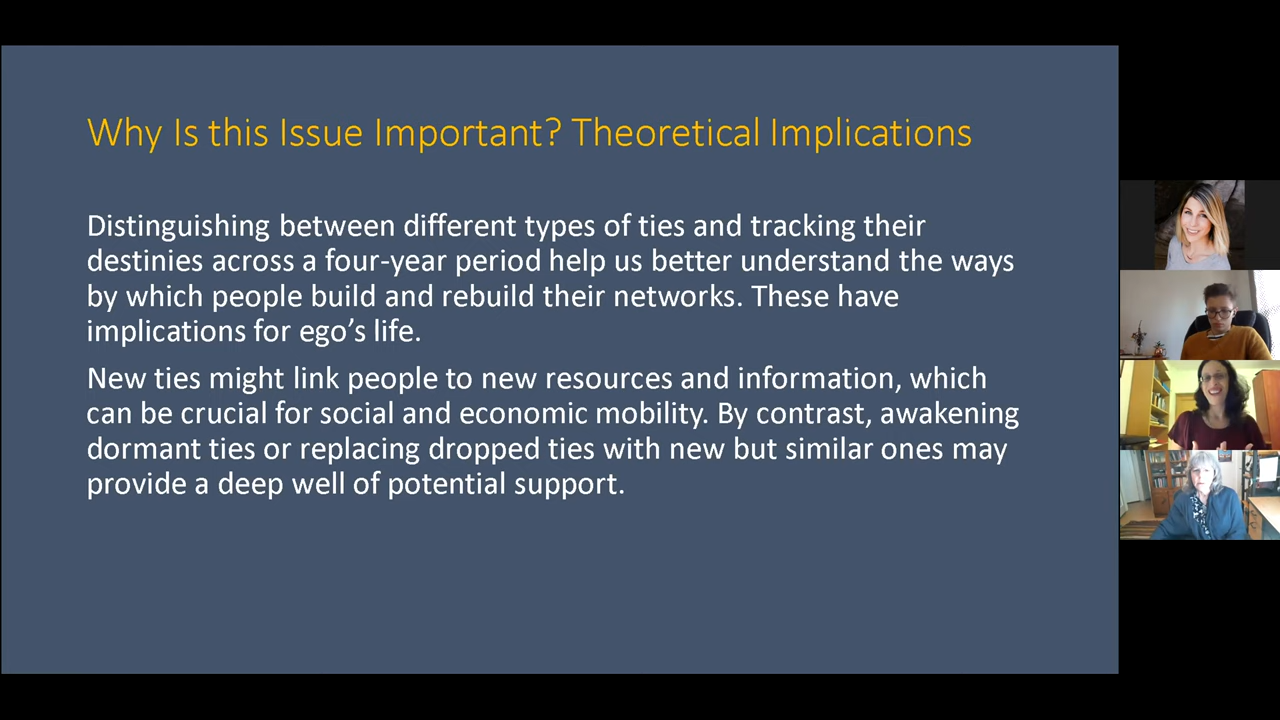 Why Is this Issue Important? Theoretical Implications
Distinguishing between different types of ties and tracking their
destinies across a four-year period help us better understand the ways
by which people build and rebuild their networks. These have
implications for ego’s life.
New ties might link people to new resources and information, which
can be crucial for social and economic mobility. By contrast, awakening
dormant ties or replacing dropped ties with new but similar ones may
provide a deep well of potential support.